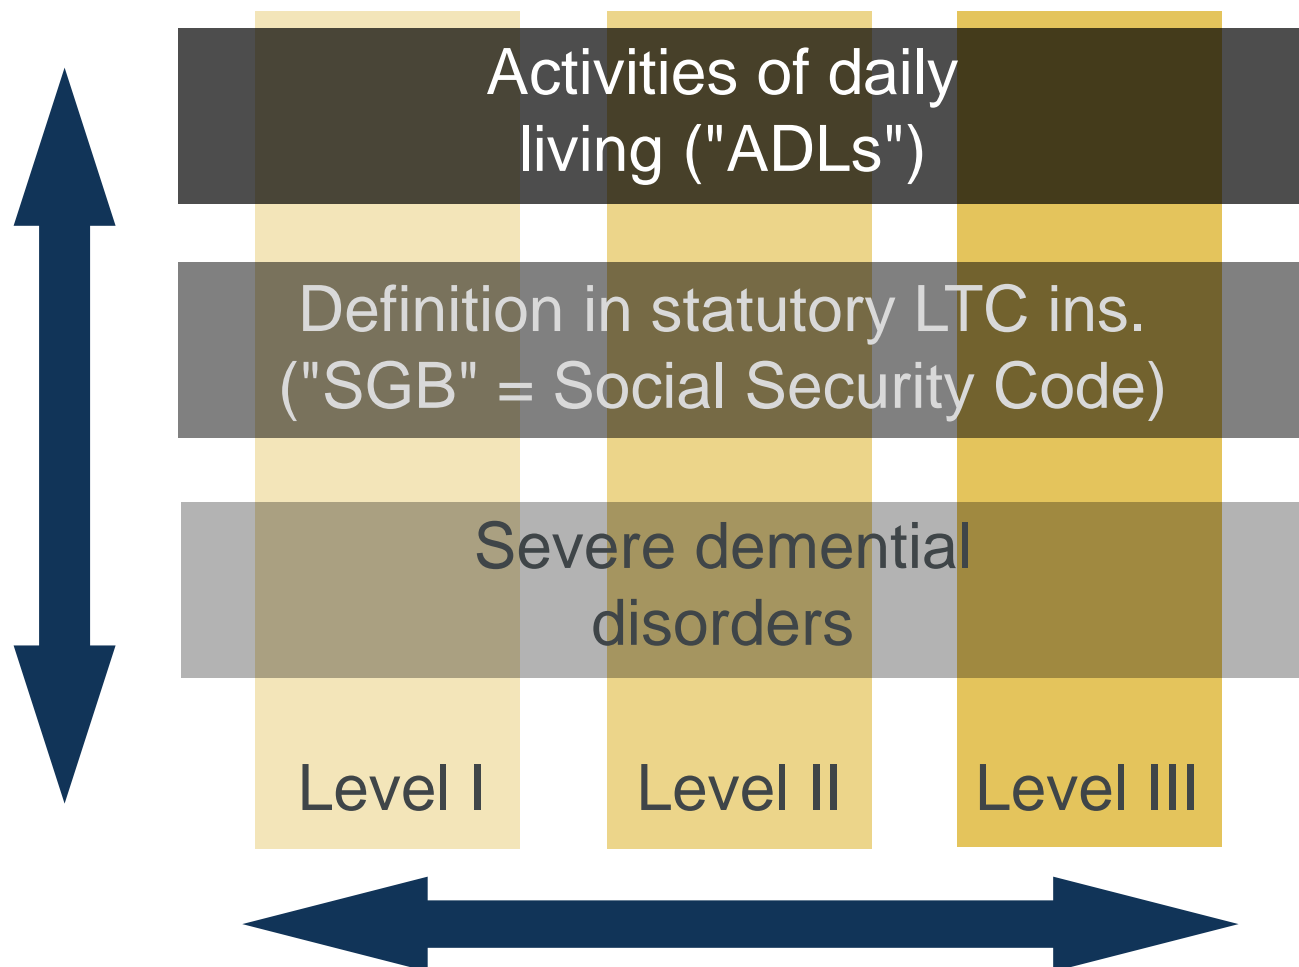 Activities of daily
living ("ADLs")
Definition in statutory LTC ins.
("SGB" = Social Security Code)
Severe demential
disorders
Level I
Level II
Level III